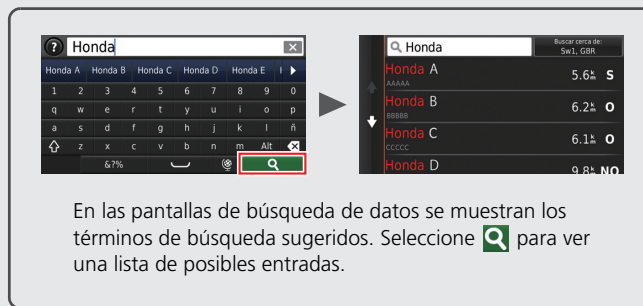 ? Honda
Honda A Honda B Honda C Honda D Honda E
1 2 3 4 5 6 7 8 9 0
q w e r t y u i o p
a s d f g h j k l ñ
z x c v b n m Alt
&?%
Honda
Buscar cerca de:
Sw1, GBR
Honda A
AAAAA
5.6 S
Honda B
BBBBB
6.2 O
Honda C
CCCCC
6.1 O
Honda D
9.8 NO
En las pantallas de búsqueda de datos se muestran los
términos de búsqueda sugeridos. Seleccione para ver
una lista de posibles entradas.